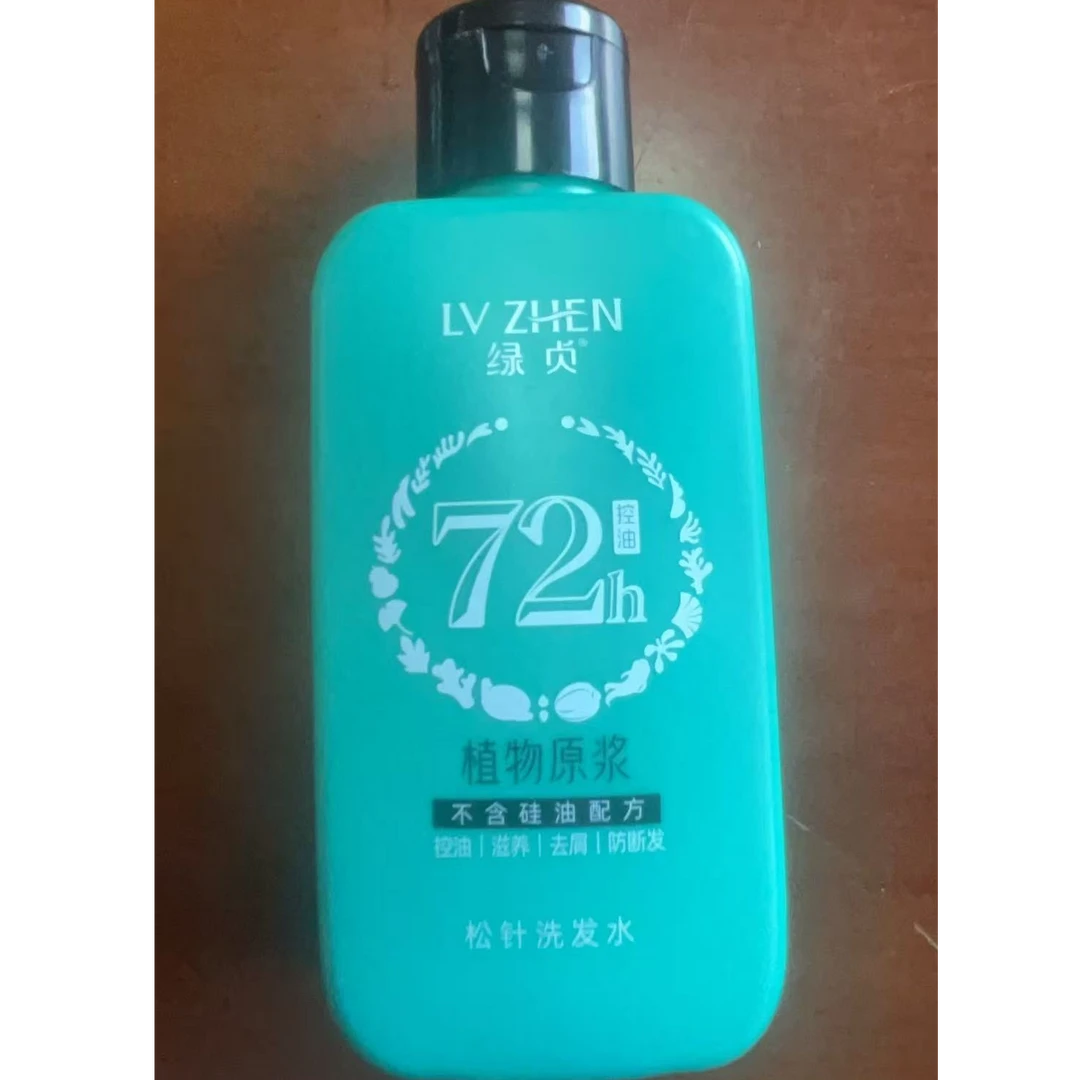 LV ZHEN
绿贞®
72h
控油
植物原浆
不含硅油配方
控油|滋养|去屑|防断发
松针洗发水